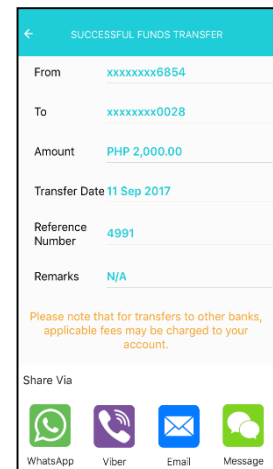 SUCCESSFUL FUNDS TRANSFER
From xxxxxxxx6854
To xxxxxxxx0028
Amount PHP 2,000.00
Transfer Date 11 Sep 2017
Reference
Number 4991
Remarks N/A
Please note that for transfers to other banks,
applicable fees may be charged to your
account.
Share Via
WhatsApp Viber Email Message